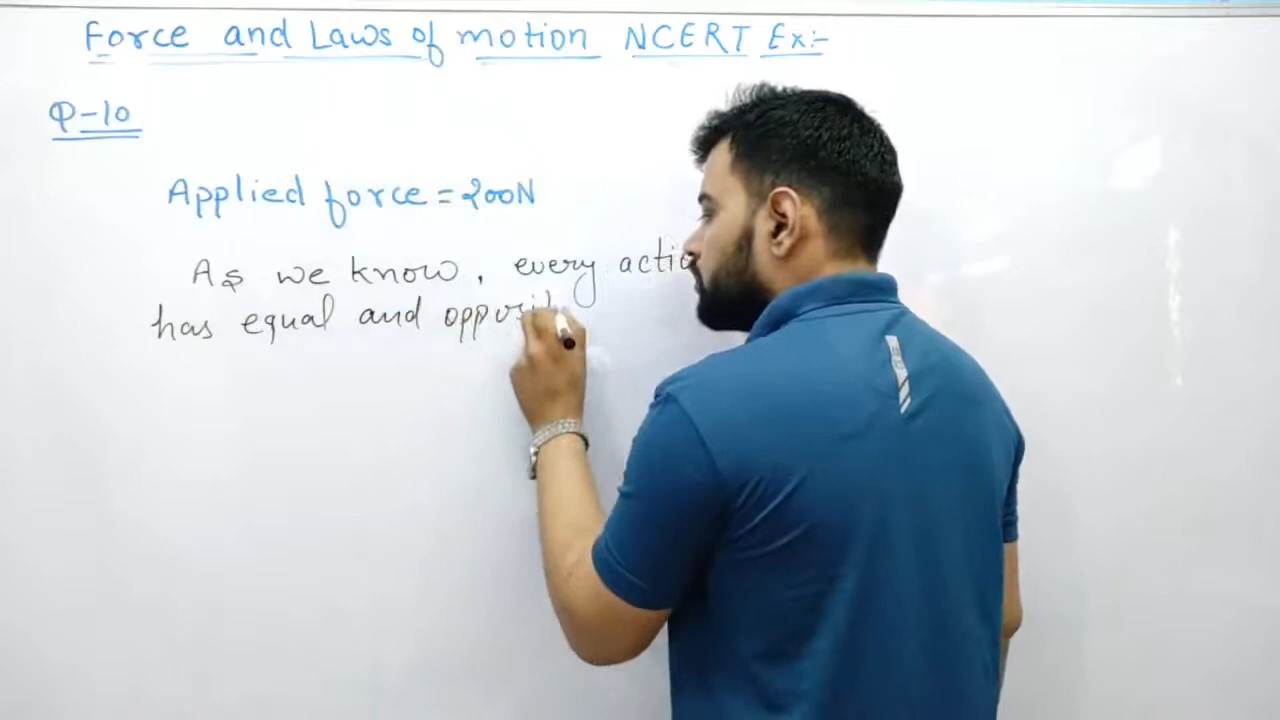 Force and Laws of motion NCERT Ex:-
Q-10
Applied force = 200N
As we know, every actio
has equal and opposit